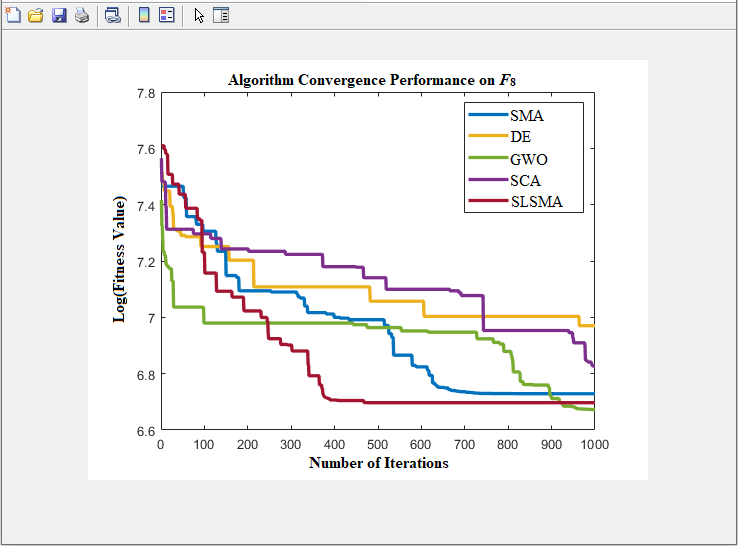 Algorithm Convergence Performance on F8
7.8
7.6
7.4
7.2
7
6.8
6.6
Log(Fitness Value)
SMA
DE
GWO
SCA
SLSMA
0 100 200 300 400 500 600 700 800 900 1000
Number of Iterations